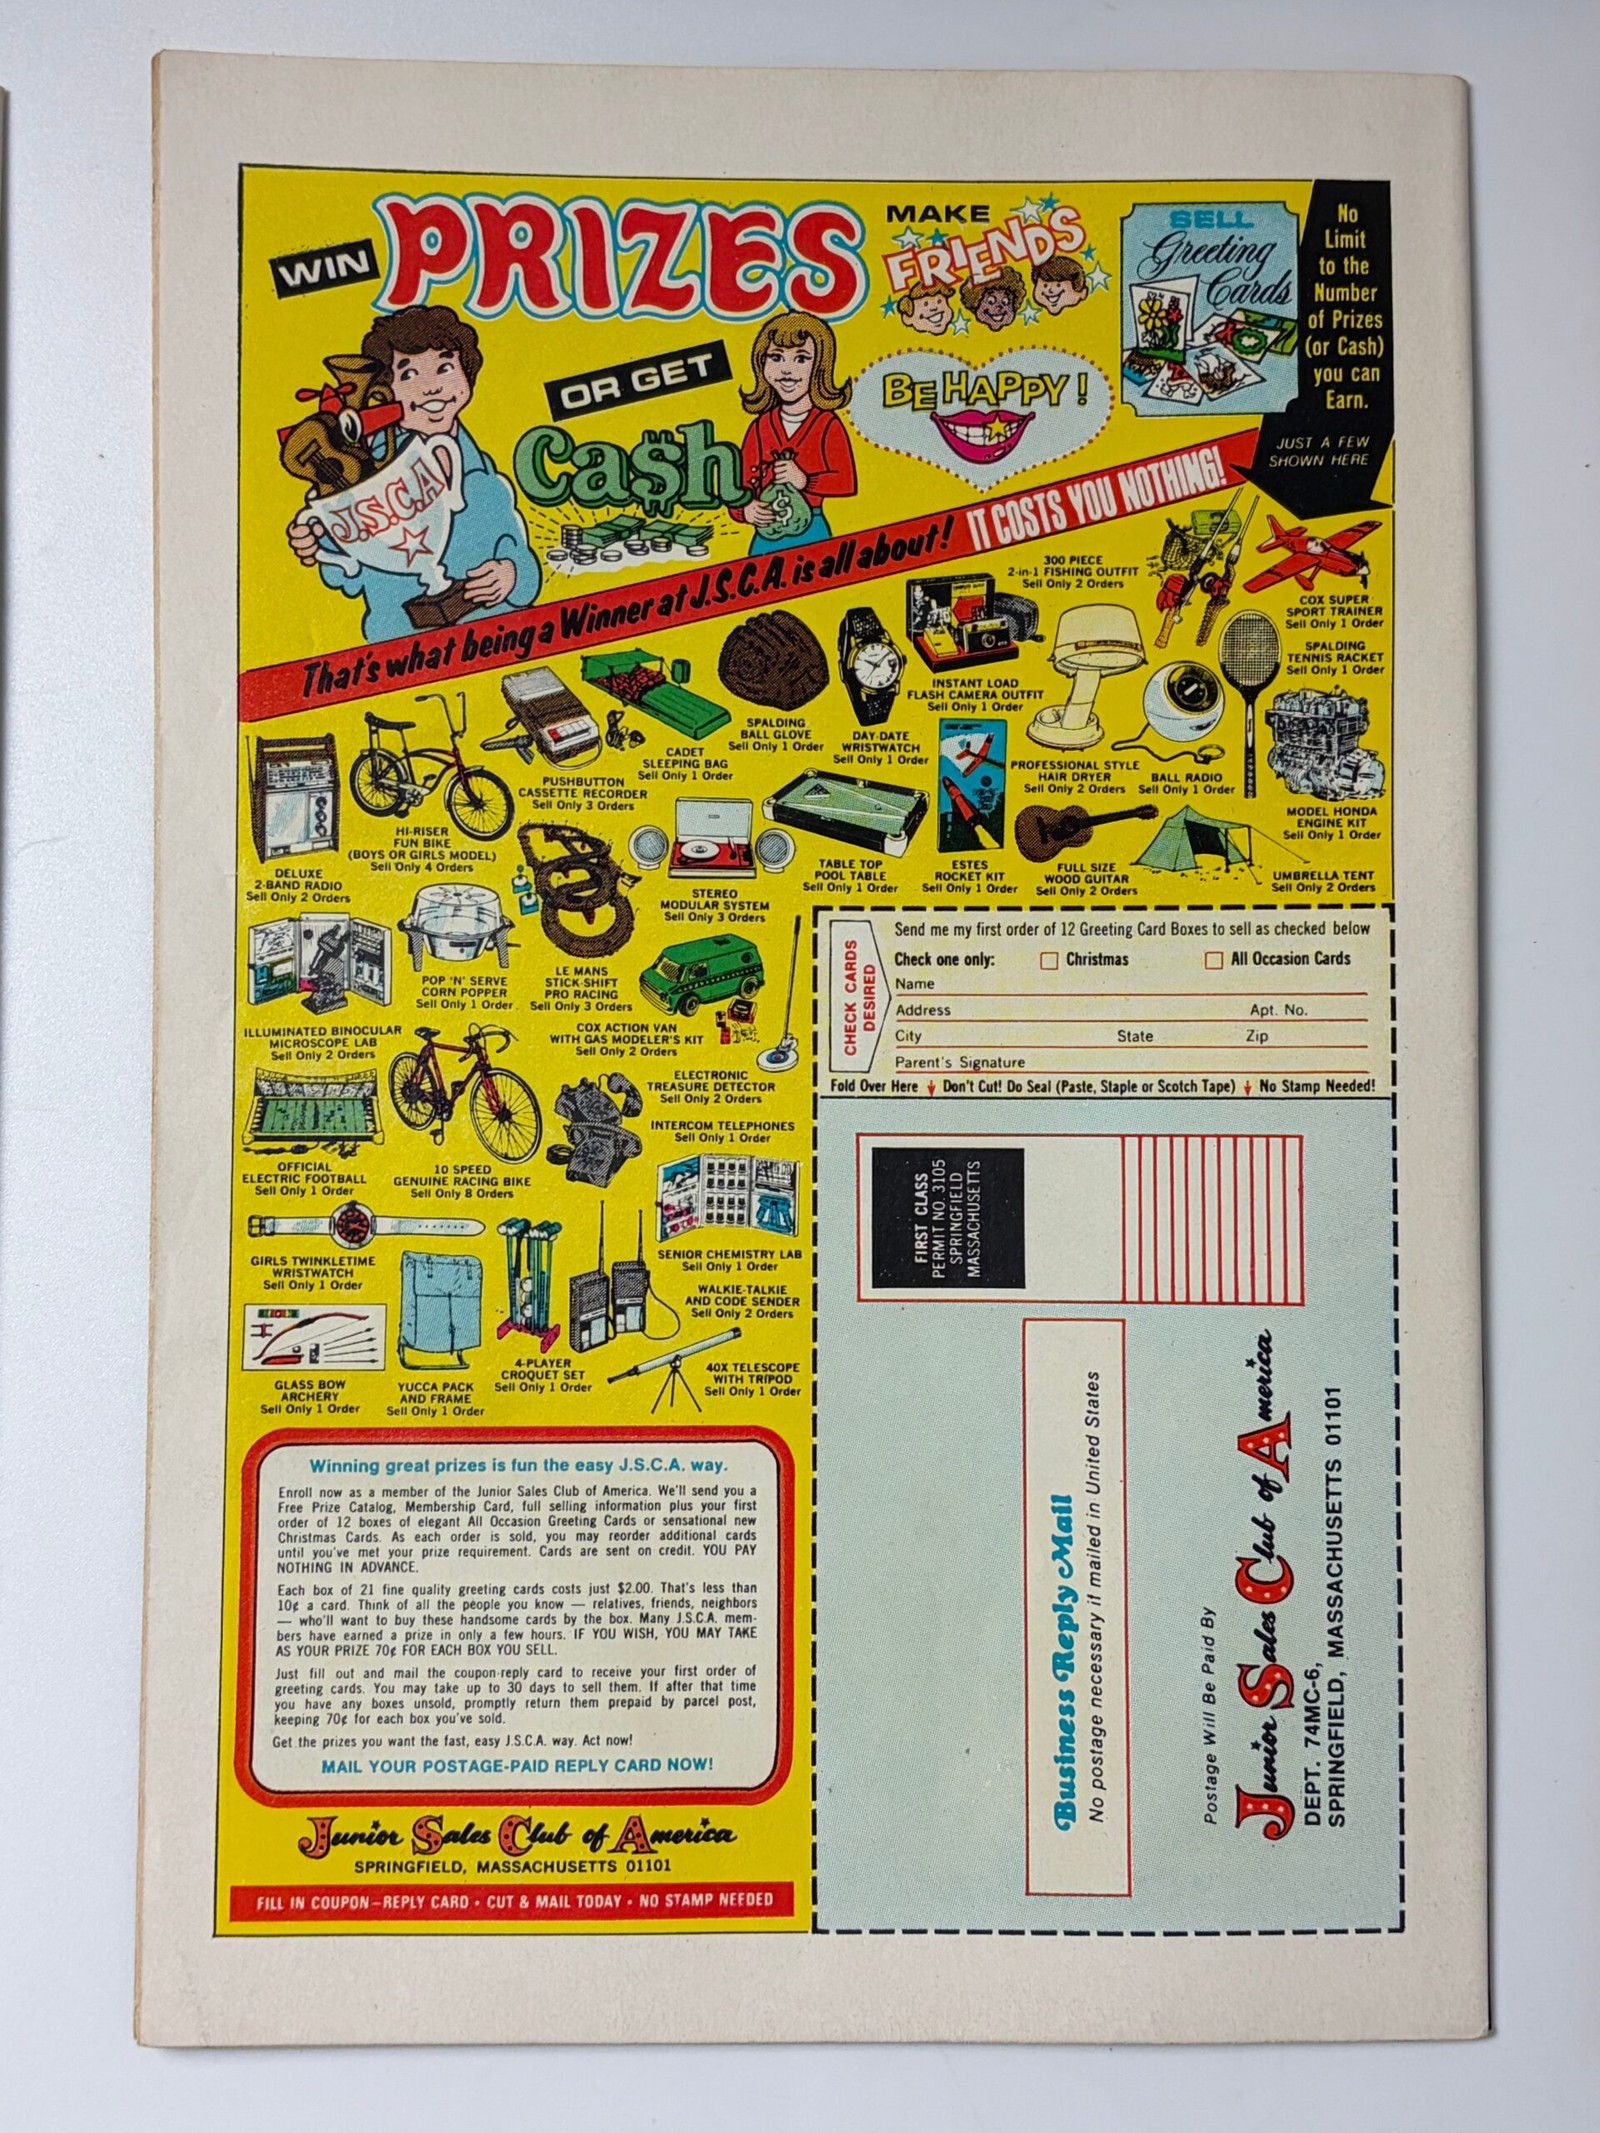 WIN
PRIZES
MAKE
FRIENDS
SELL
Greeting
Cards
No
Limit
to the
Number
of Prizes
(or Cash)
you can
Earn.
JUST A FEW
SHOWN HERE
OR GET
Ca$h
BE HAPPY!
J.S.C.A.
$
That's what being a Winner at J.S.C.A. is all about! IT COSTS YOU NOTHING!
300 PIECE
2-in-1 FISHING OUTFIT
Sell Only 2 Orders
COX SUPER
SPORT TRAINER
Sell Only 1 Order
SPALDING
TENNIS RACKET
Sell Only 1 Order
INSTANT LOAD
FLASH CAMERA OUTFIT
Sell Only 1 Order
SPALDING
BALL GLOVE
Sell Only 1 Order
DAY-DATE
WRISTWATCH
Sell Only 1 Order
CADET
SLEEPING BAG
Sell Only 1 Order
PUSHBUTTON
CASSETTE RECORDER
Sell Only 3 Orders
PROFESSIONAL STYLE
HAIR DRYER
Sell Only 2 Orders
BALL RADIO
Sell Only 1 Order
MODEL HONDA
ENGINE KIT
Sell Only 1 Order
HI-RISER
FUN BIKE
(BOYS OR GIRLS MODEL)
Sell Only 4 Orders
DELUXE
2-BAND RADIO
Sell Only 2 Orders
STEREO
MODULAR SYSTEM
Sell Only 3 Orders
TABLE TOP
POOL TABLE
Sell Only 1 Order
ESTES
ROCKET KIT
Sell Only 1 Order
FULL SIZE
WOOD GUITAR
Sell Only 2 Orders
UMBRELLA TENT
Sell Only 2 Orders
POP 'N' SERVE
CORN POPPER
Sell Only 1 Order
LE MANS
STICK-SHIFT
PRO RACING
Sell Only 3 Orders
ILLUMINATED BINOCULAR
MICROSCOPE LAB
Sell Only 2 Orders
COX ACTION VAN
WITH GAS MODELER'S KIT
Sell Only 2 Orders
ELECTRONIC
TREASURE DETECTOR
Sell Only 2 Orders
INTERCOM TELEPHONES
Sell Only 1 Order
OFFICIAL
ELECTRIC FOOTBALL
Sell Only 1 Order
10 SPEED
GENUINE RACING BIKE
Sell Only 8 Orders
SENIOR CHEMISTRY LAB
Sell Only 1 Order
GIRLS TWINKLETIME
WRISTWATCH
Sell Only 1 Order
WALKIE-TALKIE
AND CODE SENDER
Sell Only 2 Orders
GLASS BOW
ARCHERY
Sell Only 1 Order
YUCCA PACK
AND FRAME
Sell Only 1 Order
4-PLAYER
CROQUET SET
Sell Only 1 Order
40X TELESCOPE
WITH TRIPOD
Sell Only 1 Order
Winning great prizes is fun the easy J.S.C.A. way.
Enroll now as a member of the Junior Sales Club of America. We'll send you a
Free Prize Catalog, Membership Card, full selling information plus your first
order of 12 boxes of elegant All Occasion Greeting Cards or sensational new
Christmas Cards. As each order is sold, you may reorder additional cards
until you've met your prize requirement. Cards are sent on credit. YOU PAY
NOTHING IN ADVANCE.
Each box of 21 fine quality greeting cards costs just $2.00. That's less than
10¢ a card. Think of all the people you know — relatives, friends, neighbors
— who'll want to buy these handsome cards by the box. Many J.S.C.A. mem-
bers have earned a prize in only a few hours. IF YOU WISH, YOU MAY TAKE
AS YOUR PRIZE 70¢ FOR EACH BOX YOU SELL.
Just fill out and mail the coupon-reply card to receive your first order of
greeting cards. You may take up to 30 days to sell them. If after that time
you have any boxes unsold, promptly return them prepaid by parcel post,
keeping 70¢ for each box you've sold.
Get the prizes you want the fast, easy J.S.C.A. way. Act now!
MAIL YOUR POSTAGE-PAID REPLY CARD NOW!
Junior Sales Club of America
SPRINGFIELD, MASSACHUSETTS 01101
FILL IN COUPON–REPLY CARD • CUT & MAIL TODAY • NO STAMP NEEDED
CHECK CARDS
DESIRED
Send me my first order of 12 Greeting Card Boxes to sell as checked below
Check one only: Christmas All Occasion Cards
Name
Address Apt. No.
City State Zip
Parent's Signature
Fold Over Here Don't Cut! Do Seal (Paste, Staple or Scotch Tape) No Stamp Needed!
FIRST CLASS
PERMIT NO. 3105
SPRINGFIELD
MASSACHUSETTS
Business Reply Mail
No postage necessary if mailed in United States
Postage Will Be Paid By
Junior Sales Club of America
DEPT. 74MC-6,
SPRINGFIELD, MASSACHUSETTS 01101